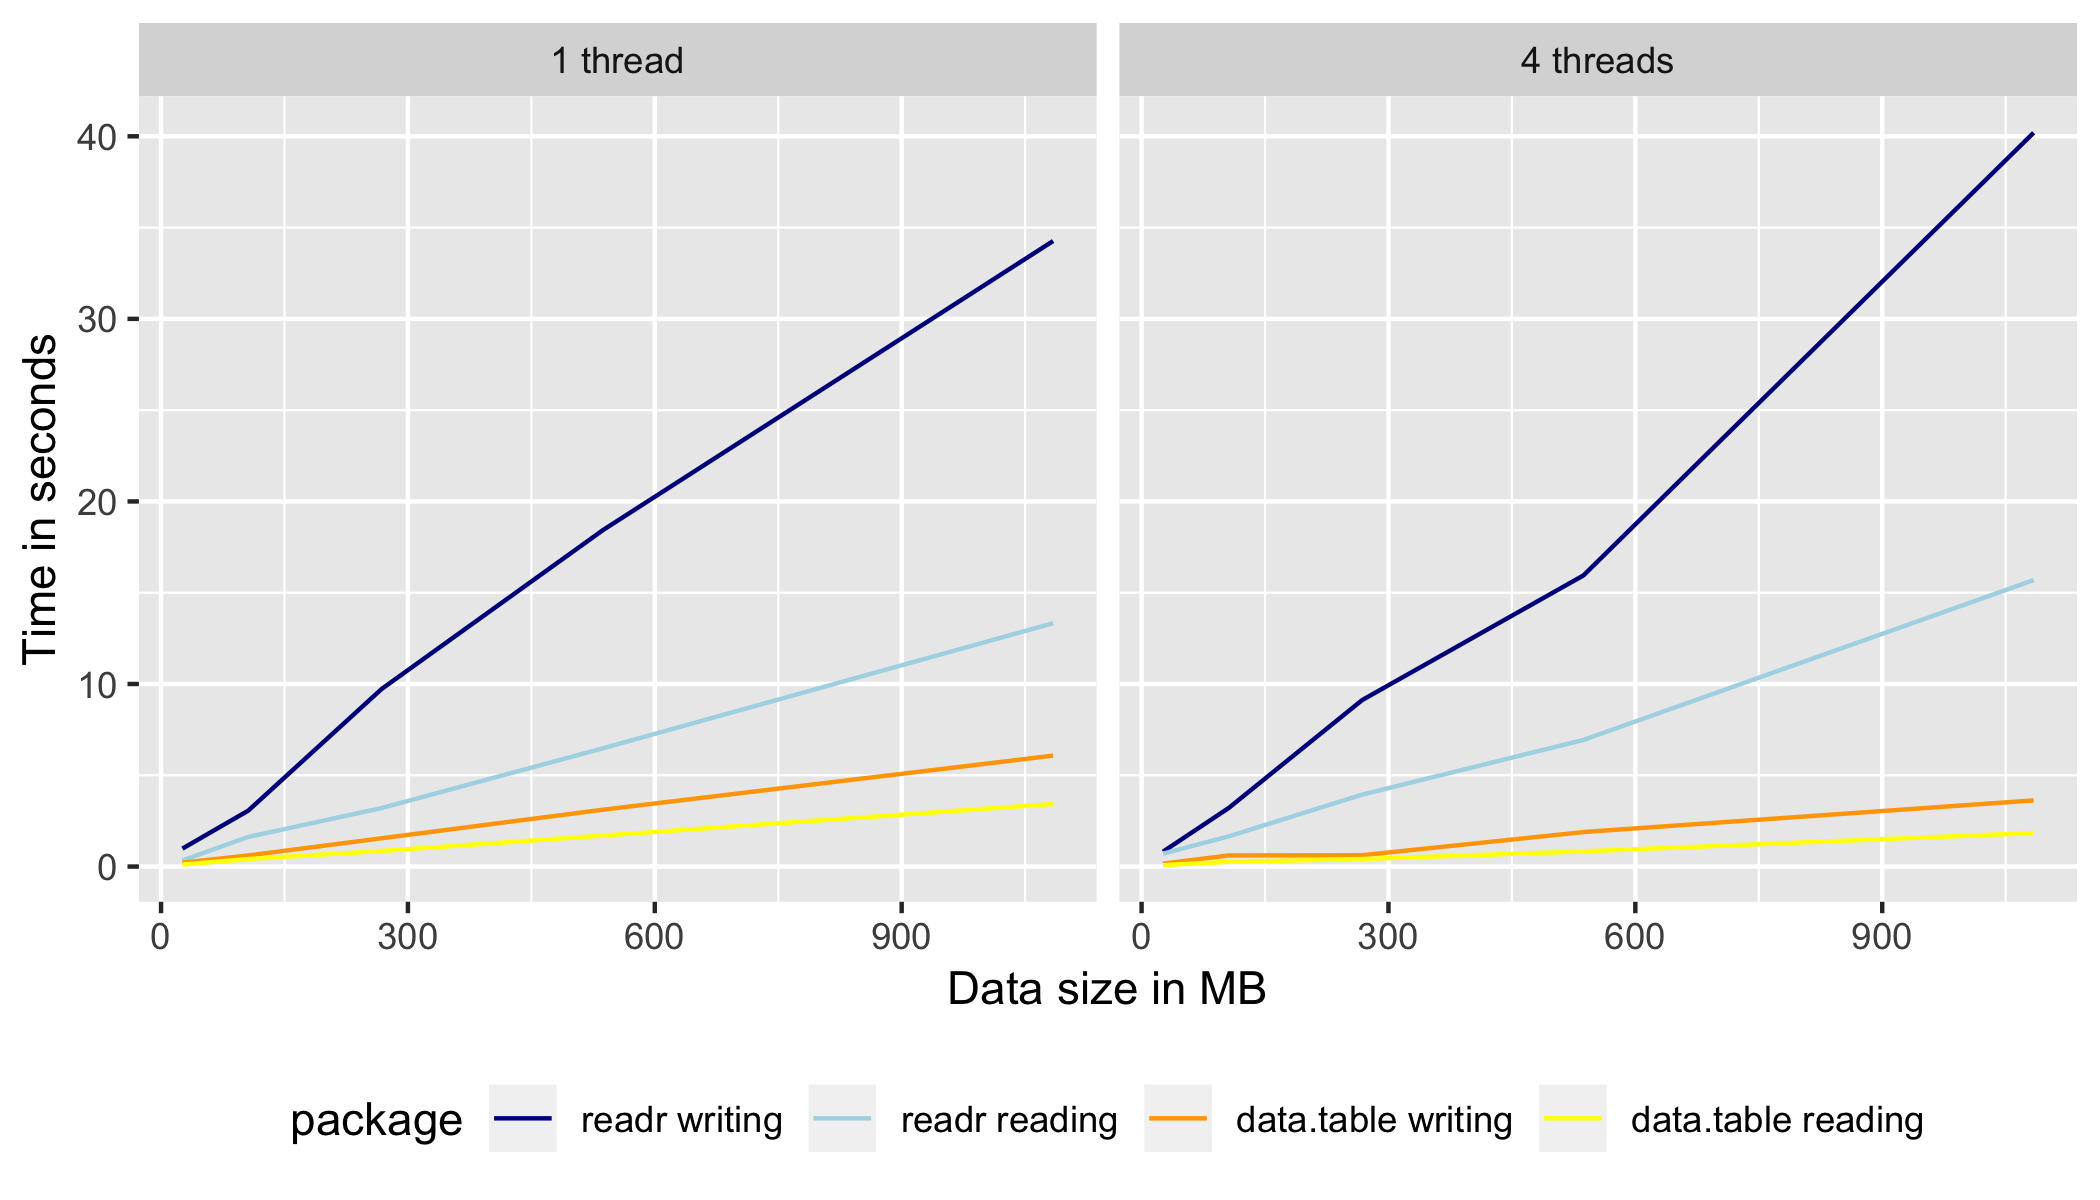 1 thread
4 threads
40
30
20
10
0
Time in seconds
0 300 600 900
0 300 600 900
Data size in MB
package readr writing readr reading data.table writing data.table reading